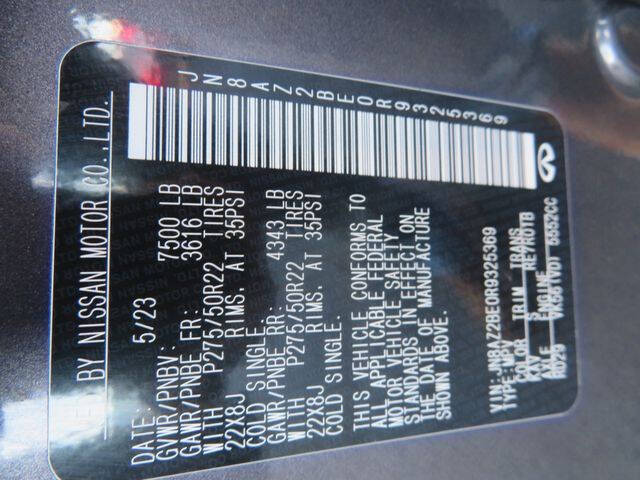 BY NISSAN MOTOR CO.,LTD.
DATE: 5/23
GVWR/PNBV: 7500 LB
GAWR/PNBE FR: 3616 LB
WITH P275/50R22 TIRES
22X8J RIMS, AT 35PSI
COLD SINGLE.
GAWR/PNBE RR: 4343 LB
WITH P275/50R22 TIRES
22X8J RIMS, AT 35PSI
COLD SINGLE.
THIS VEHICLE CONFORMS TO
ALL APPLICABLE FEDERAL
MOTOR VEHICLE SAFETY
STANDARDS IN EFFECT ON
THE DATE OF MANUFACTURE
SHOWN ABOVE.
JN8AZ2BE0R9325369
VIN: JN8AZ2BE0R9325369
TYPE: MPV
COLOR TRIM TRANS
AXLE ENGINE
5552CC